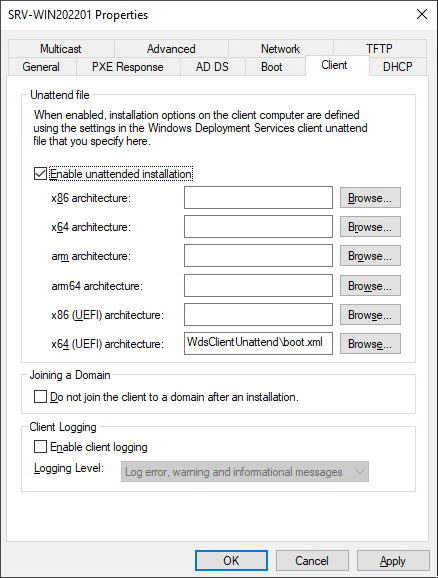 SRV-WIN202201 Properties
Multicast Advanced Network TFTP
General PXE Response AD DS Boot Client DHCP
Unattend file
When enabled, installation options on the client computer are defined
using the settings in the Windows Deployment Services client unattend
file that you specify here.
Enable unattended installation
x86 architecture: Browse...
x64 architecture: Browse...
arm architecture: Browse...
arm64 architecture: Browse...
x86 (UEFI) architecture: Browse...
x64 (UEFI) architecture: WdsClientUnattend\boot.xml Browse...
Joining a Domain
Do not join the client to a domain after an installation.
Client Logging
Enable client logging
Logging Level: Log error, warning and informational messages
OK Cancel Apply